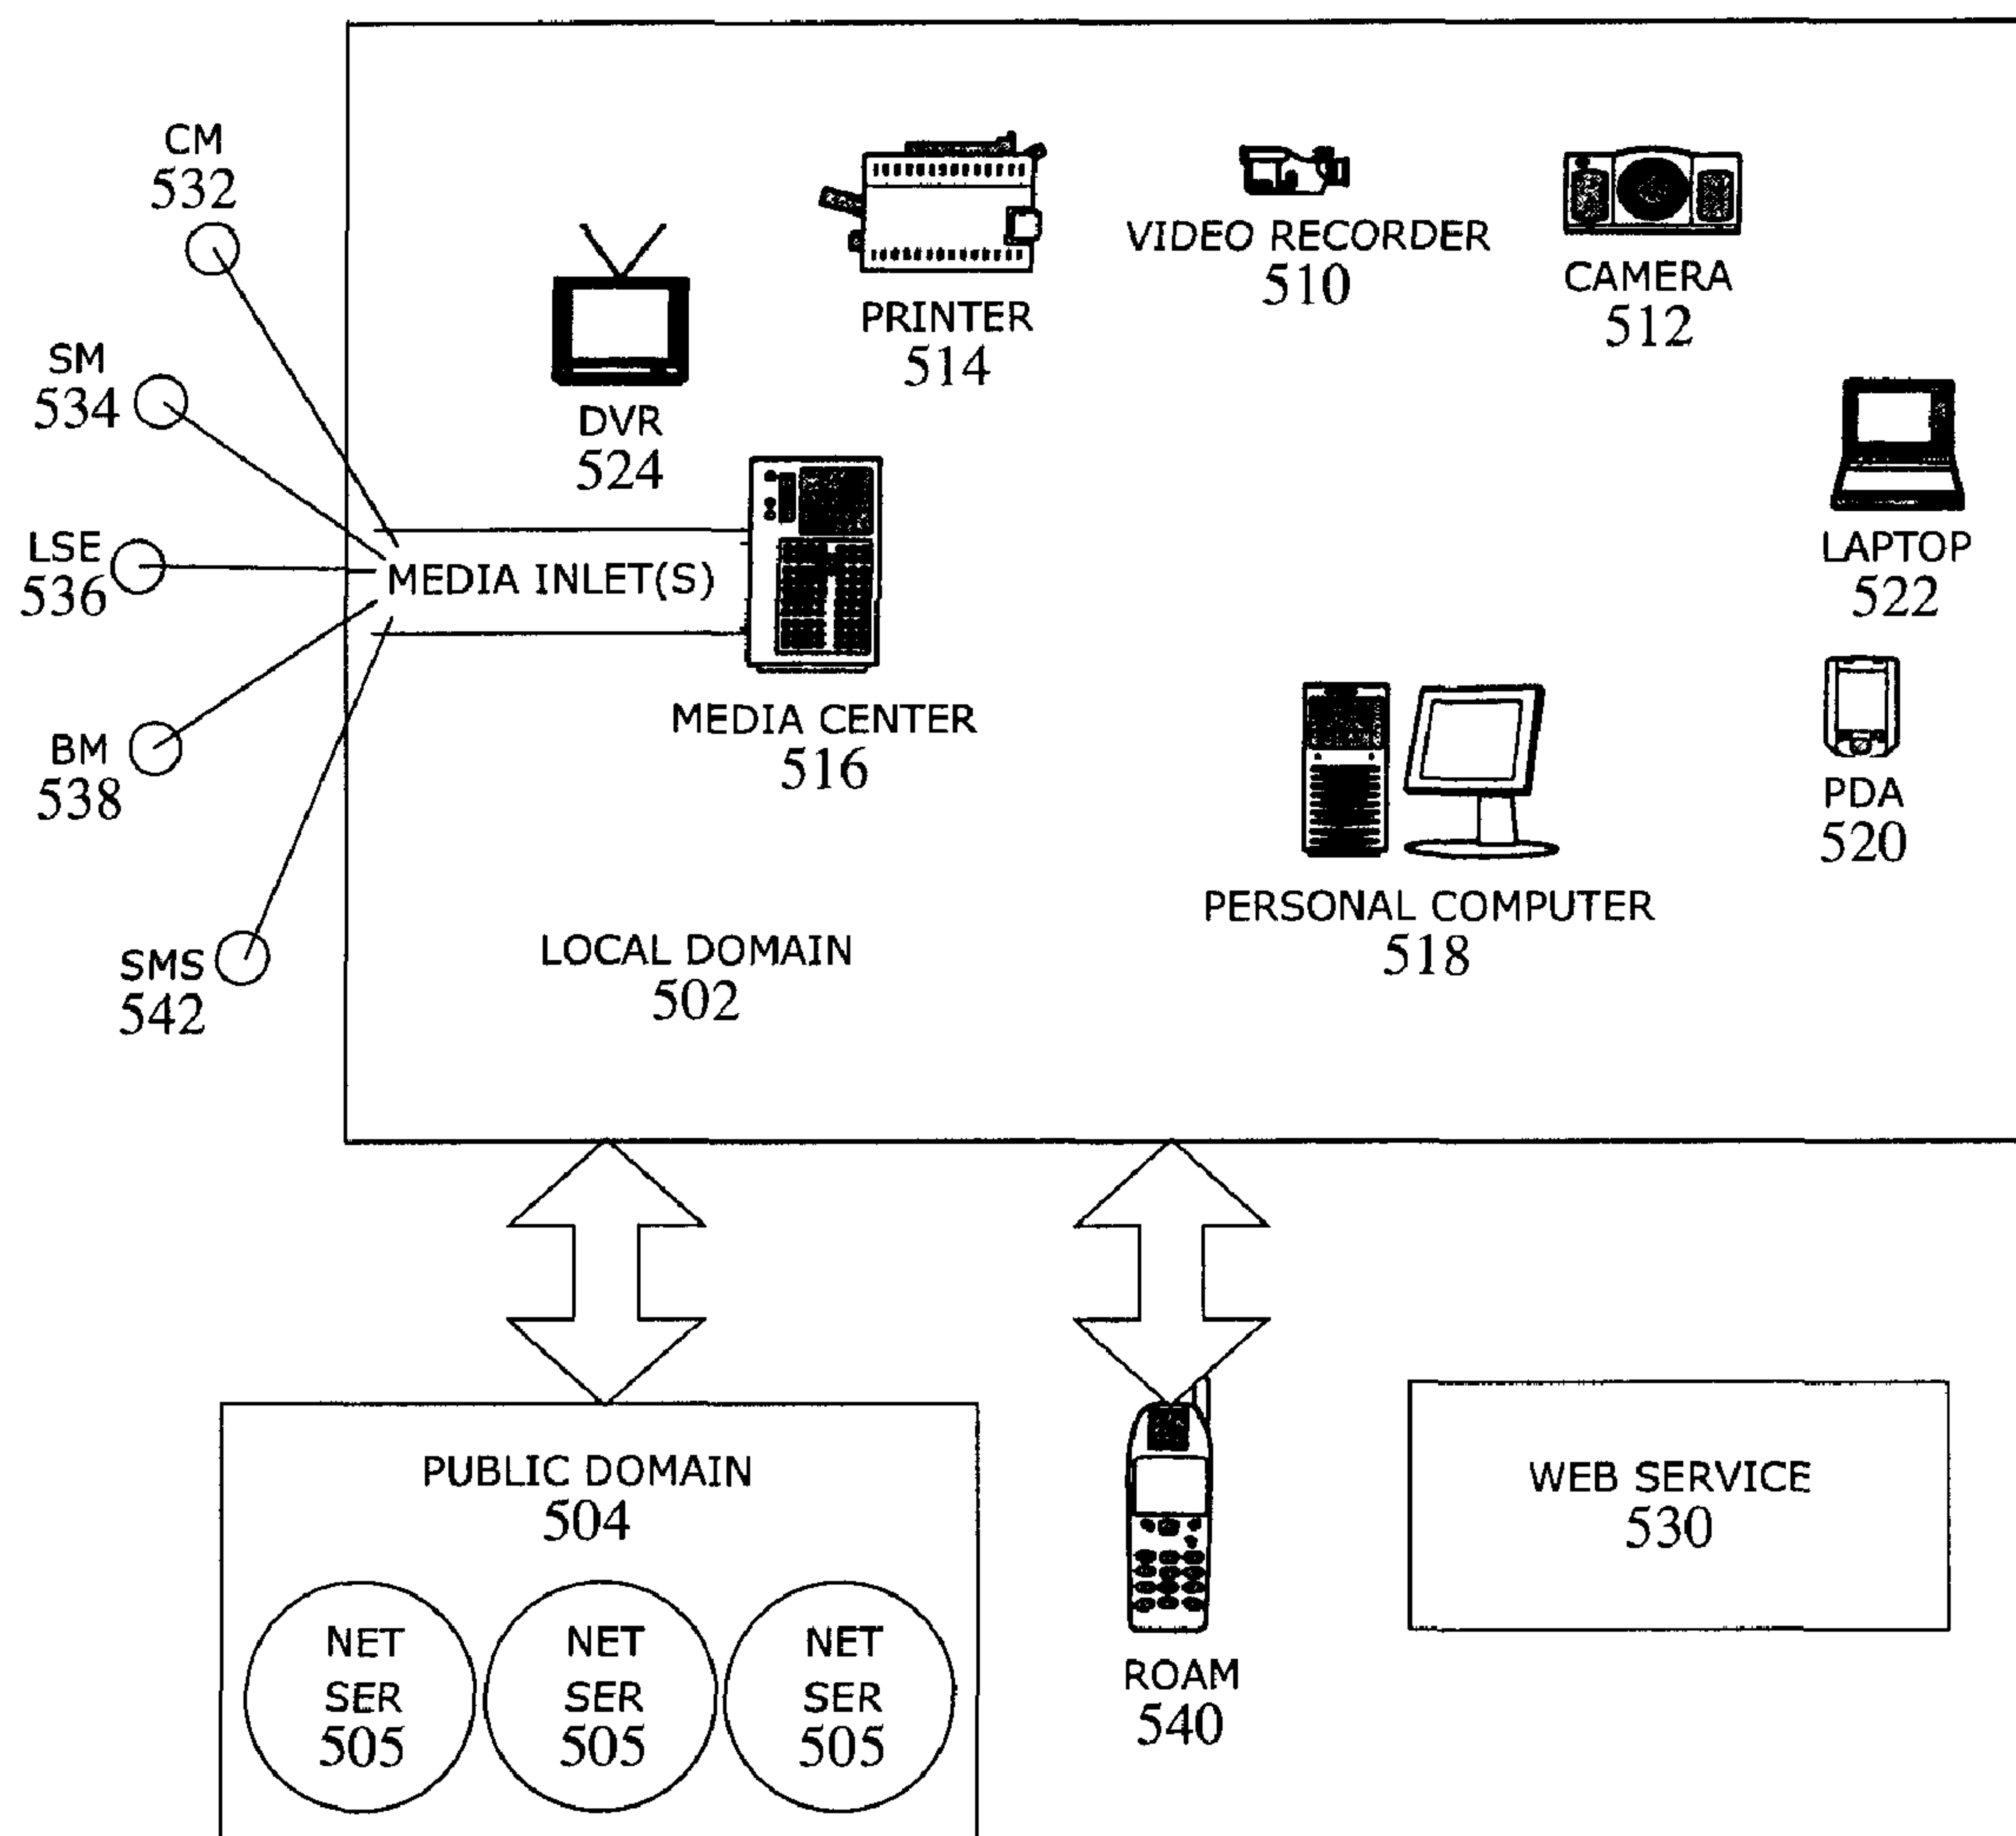 CM
532
SM
534
LSE
536
BM
538
SMS
542
MEDIA INLET(S)
DVR
524
PRINTER
514
VIDEO RECORDER
510
CAMERA
512
LAPTOP
522
PDA
520
MEDIA CENTER
516
PERSONAL COMPUTER
518
LOCAL DOMAIN
502
PUBLIC DOMAIN
504
NET
SER
505
NET
SER
505
NET
SER
505
ROAM
540
WEB SERVICE
530